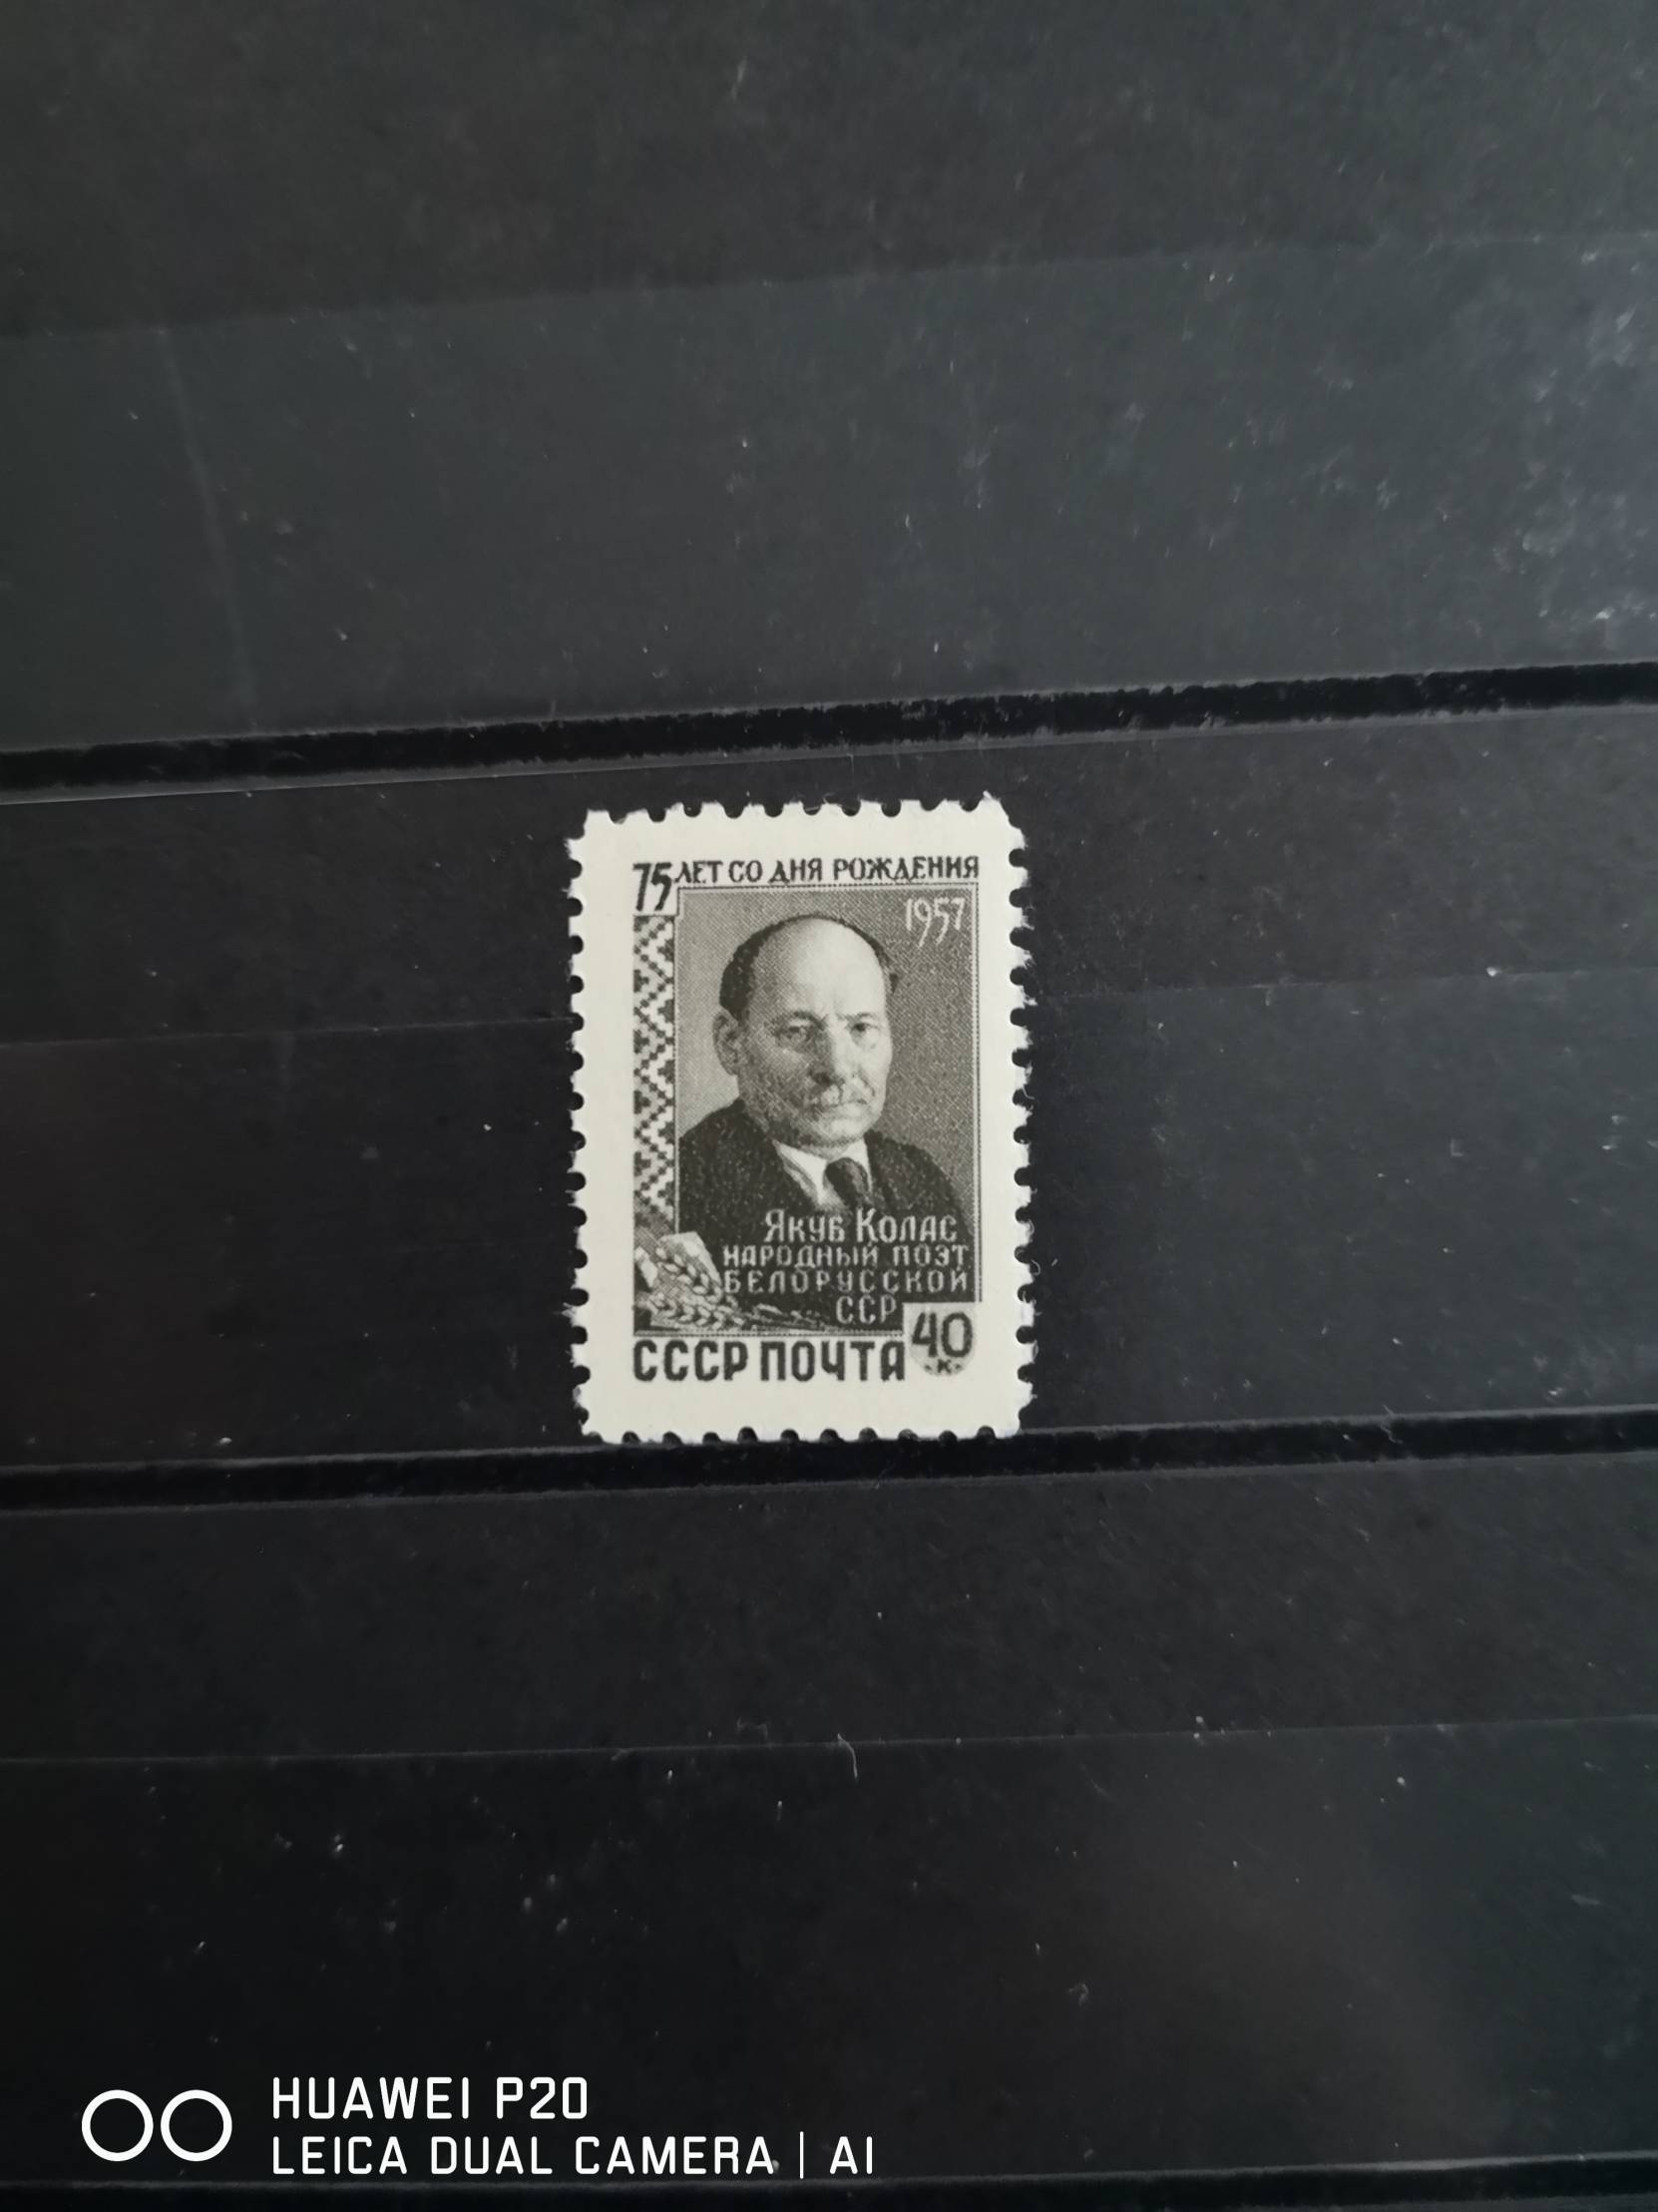 75 ЛЕТ СО ДНЯ РОЖДЕНИЯ
1957
ЯКУБ КОЛАС
НАРОДНЫЙ ПОЭТ
БЕЛОРУССКОЙ
ССР
40
К
СССР ПОЧТА
HUAWEI P20
LEICA DUAL CAMERA | AI